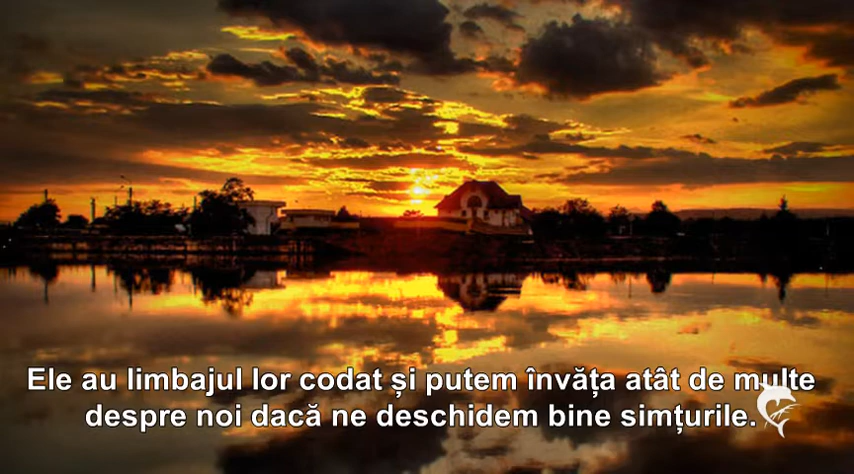 Ele au limbajul lor codat și putem învăța atât de multe
despre noi dacă ne deschidem bine simțurile.